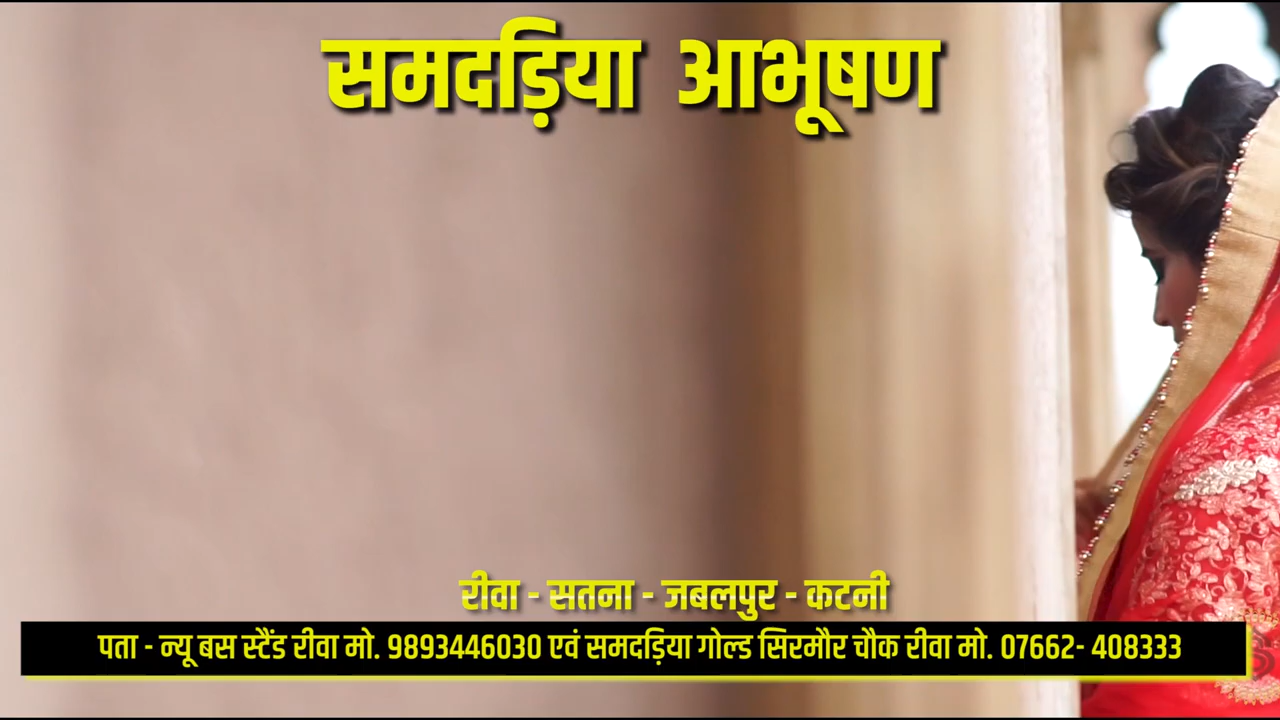 समदड़िया आभूषण
रीवा - सतना - जबलपुर - कटनी
पता - न्यू बस स्टैंड रीवा मो. 9893446030 एवं समदड़िया गोल्ड सिरमौर चौक रीवा मो. 07662- 408333